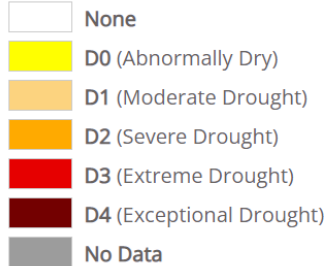 None
D0 (Abnormally Dry)
D1 (Moderate Drought)
D2 (Severe Drought)
D3 (Extreme Drought)
D4 (Exceptional Drought)
No Data